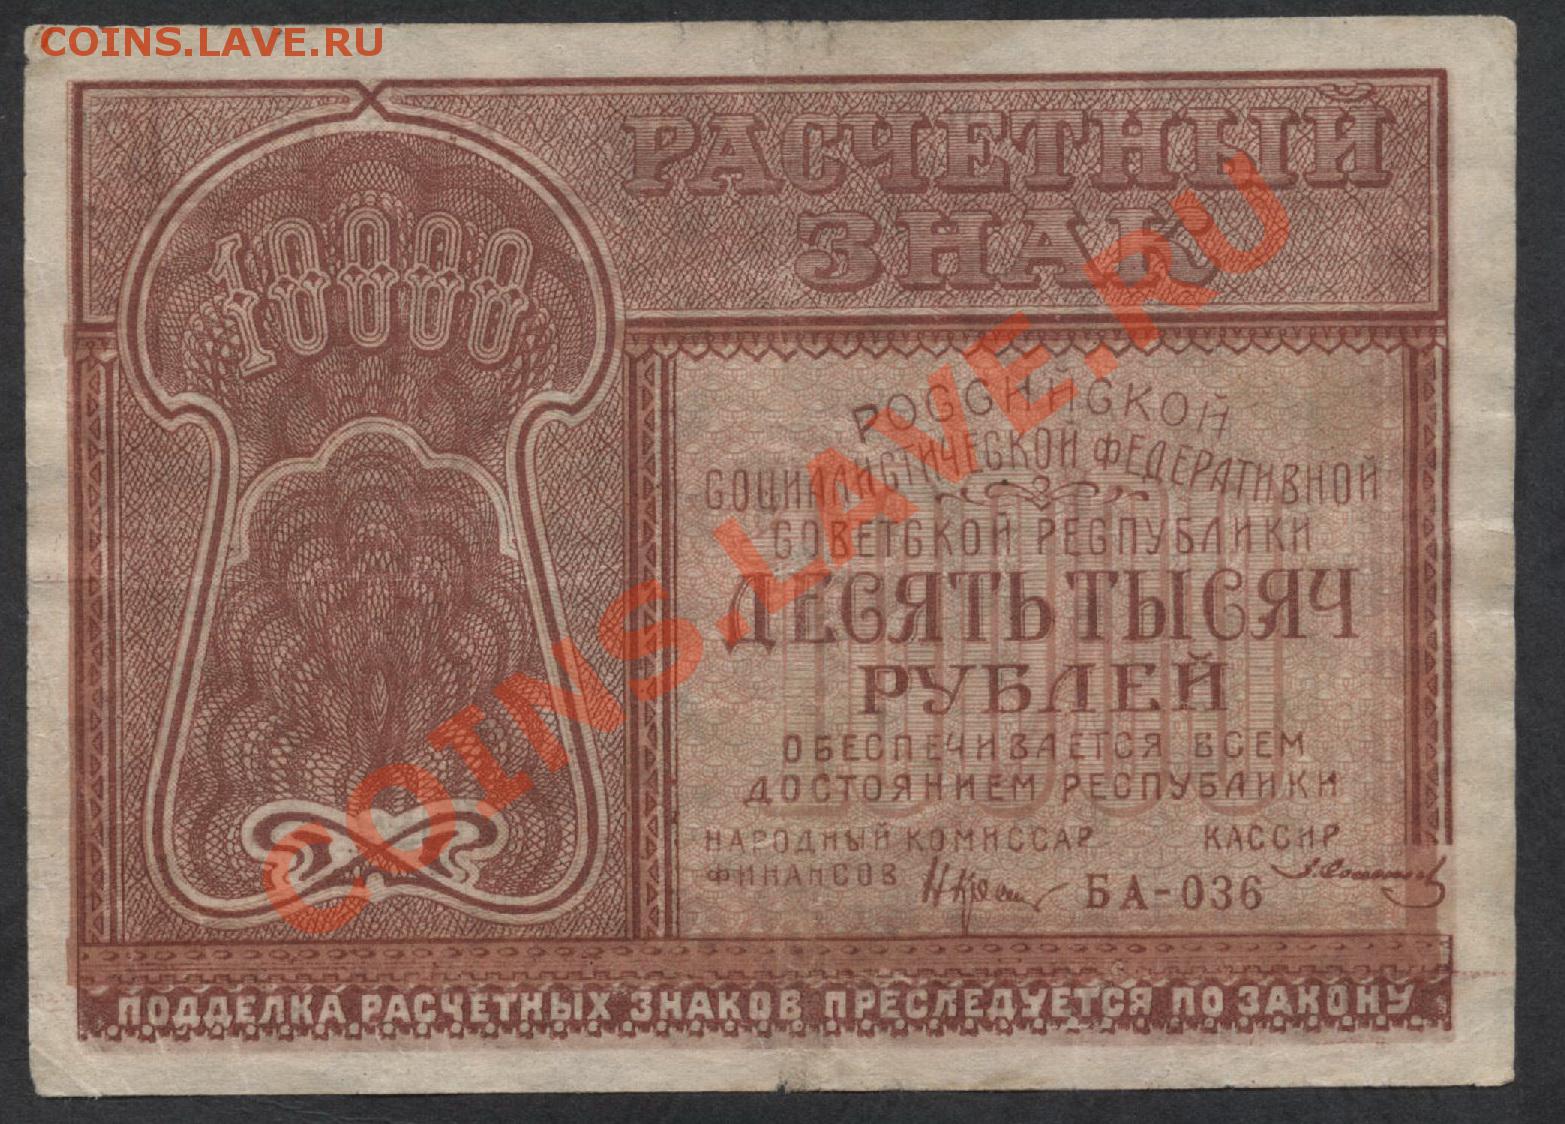 COINS.LAVE.RU
РАСЧЕТНЫЙ
ЗНАК
10000
РОССИЙСКОЙ
СОЦИАЛИСТИЧЕСКОЙ ФЕДЕРАТИВНОЙ
СОВЕТСКОЙ РЕСПУБЛИКИ
ДЕСЯТЬ ТЫСЯЧ
РУБЛЕЙ
10000
ОБЕСПЕЧИВАЕТСЯ ВСЕМ
ДОСТОЯНИЕМ РЕСПУБЛИКИ
НАРОДНЫЙ КОМИССАР КАССИР
ФИНАНСОВ
БА-036
ПОДДЕЛКА РАСЧЕТНЫХ ЗНАКОВ ПРЕСЛЕДУЕТСЯ ПО ЗАКОНУ
COINS.LAVE.RU